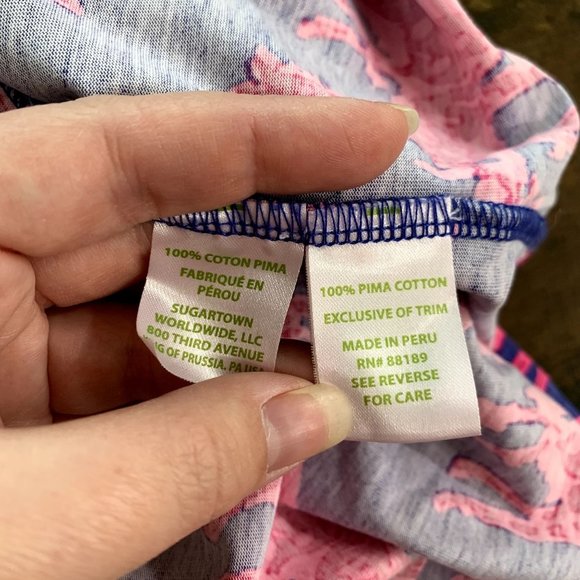 100% COTON PIMA
FABRIQUÉ EN
PÉROU
SUGARTOWN
WORLDWIDE, LLC
800 THIRD AVENUE
OF PRUSSIA, PA
100% PIMA COTTON
EXCLUSIVE OF TRIM
MADE IN PERU
RN# 88189
SEE REVERSE
FOR CARE